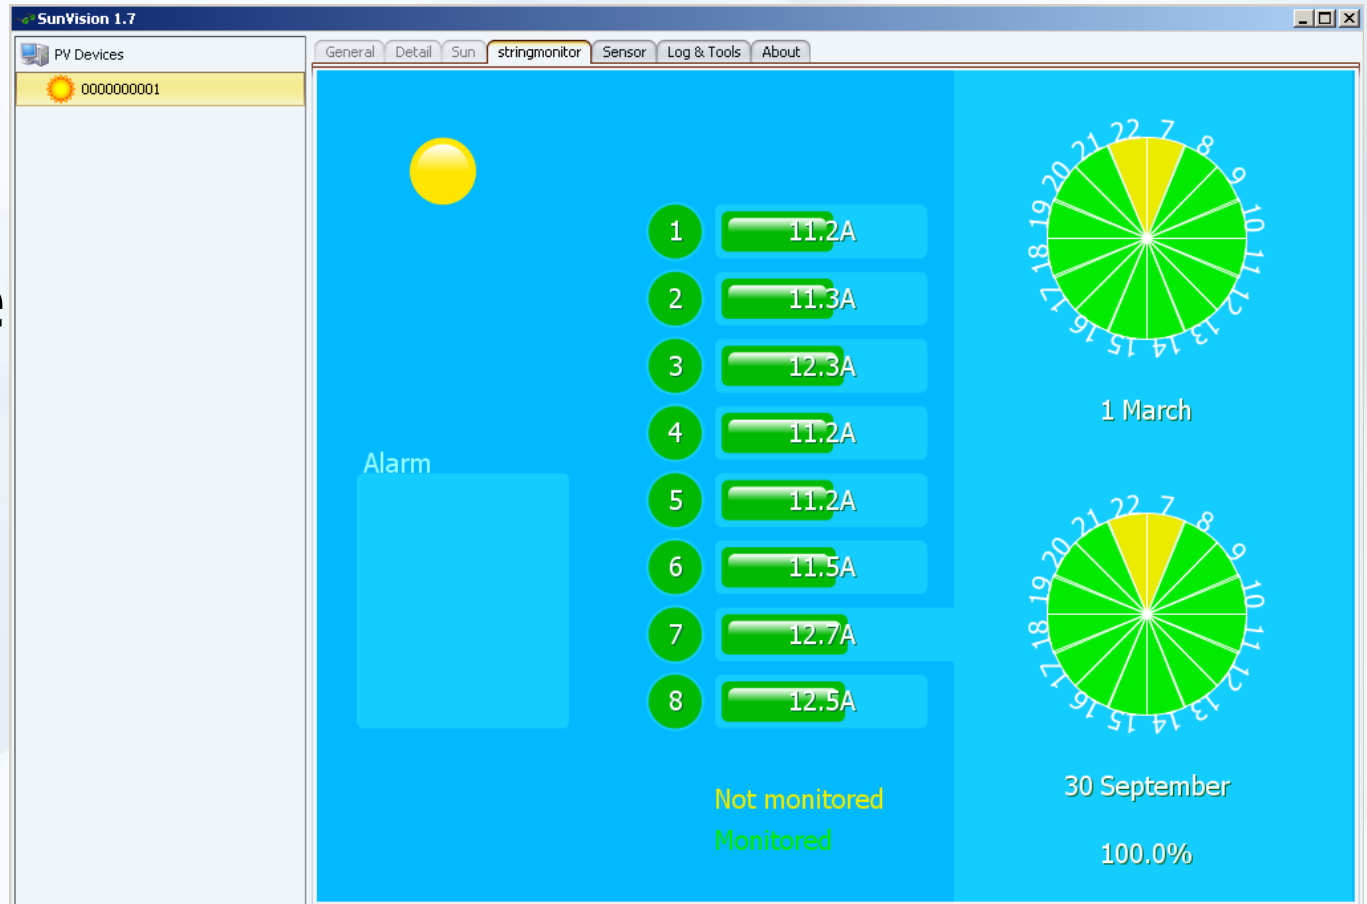 SunVision 1.7
PV Devices
0000000001
General Detail Sun stringmonitor Sensor Log & Tools About
1 11.2A
2 11.3A
3 12.3A
4 11.2A
5 11.2A
6 11.5A
7 12.7A
8 12.5A
Alarm
Not monitored
Monitored
7 8 9 10 11 12 13 14 15 16 17 18 19 20 21 22
1 March
7 8 9 10 11 12 13 14 15 16 17 18 19 20 21 22
30 September
100.0%
e